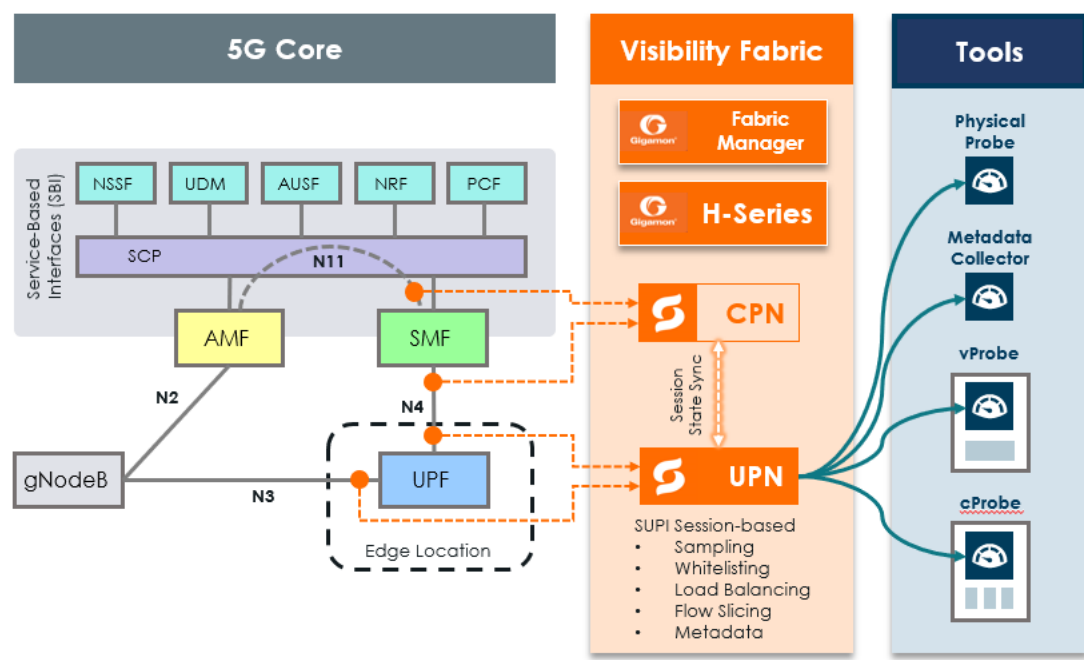 5G Core
Visibility Fabric
Tools
Gigamon®
Fabric
Manager
Gigamon®
H-Series
Physical
Probe
Metadata
Collector
vProbe
cProbe
Service-Based
Interfaces (SBI)
NSSF
UDM
AUSF
NRF
PCF
SCP
N11
AMF
SMF
CPN
N2
N4
Session
State Sync
gNodeB
N3
UPF
UPN
Edge Location
SUPI Session-based
• Sampling
• Whitelisting
• Load Balancing
• Flow Slicing
• Metadata